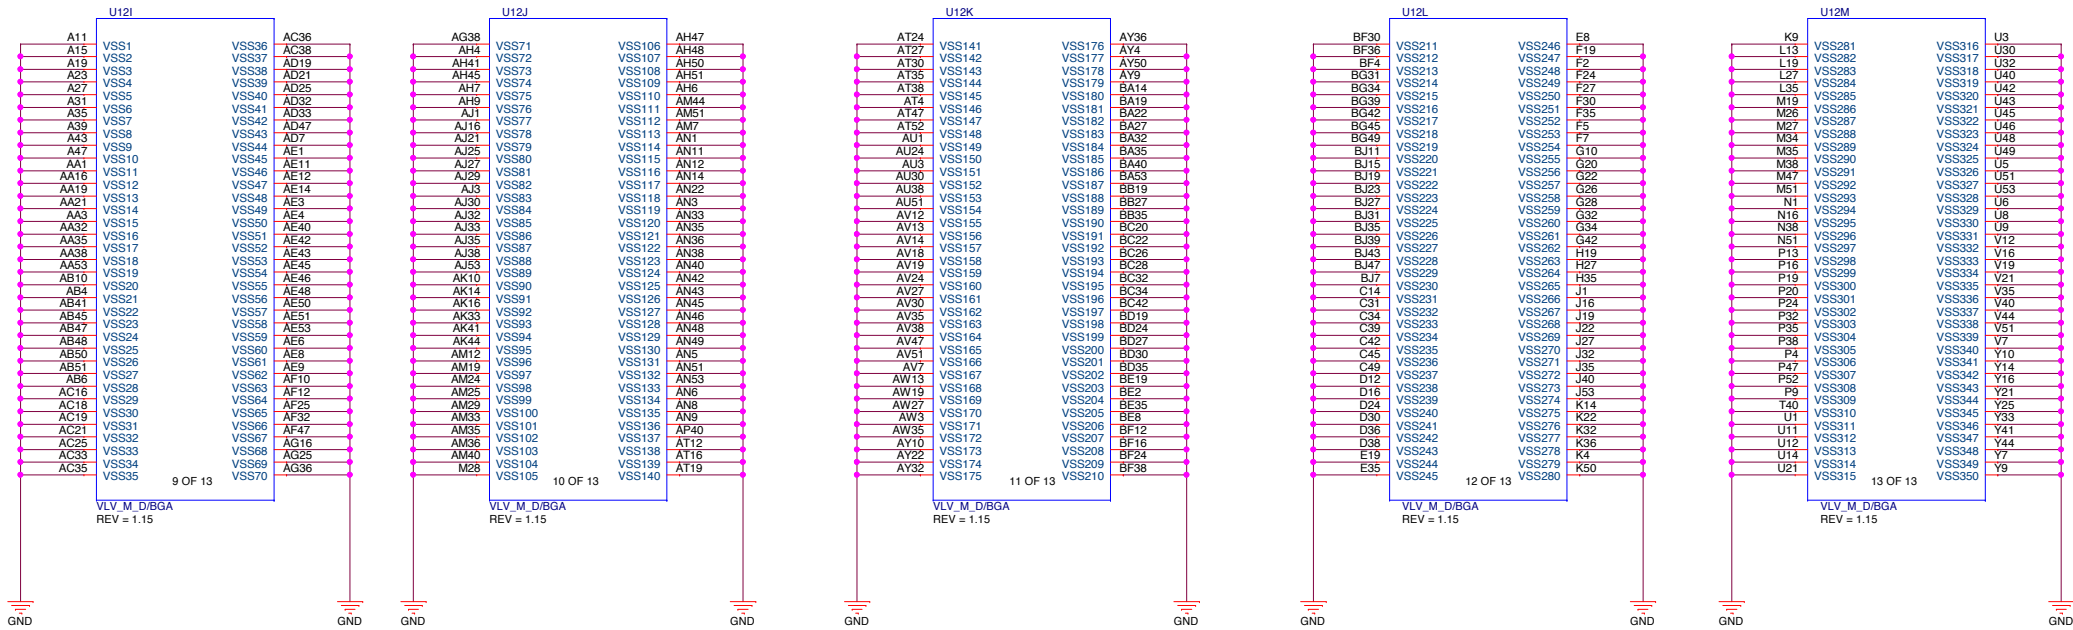 U12I
A11 VSS1 VSS36 AC36
A15 VSS2 VSS37 AC38
A19 VSS3 VSS38 AD19
A23 VSS4 VSS39 AD21
A27 VSS5 VSS40 AD25
A31 VSS6 VSS41 AD32
A35 VSS7 VSS42 AD33
A39 VSS8 VSS43 AD47
A43 VSS9 VSS44 AD7
A47 VSS10 VSS45 AE1
AA1 VSS11 VSS46 AE11
AA16 VSS12 VSS47 AE12
AA19 VSS13 VSS48 AE14
AA21 VSS14 VSS49 AE3
AA3 VSS15 VSS50 AE4
AA32 VSS16 VSS51 AE40
AA35 VSS17 VSS52 AE42
AA38 VSS18 VSS53 AE43
AA53 VSS19 VSS54 AE45
AB10 VSS20 VSS55 AE46
AB4 VSS21 VSS56 AE48
AB41 VSS22 VSS57 AE50
AB45 VSS23 VSS58 AE51
AB47 VSS24 VSS59 AE53
AB48 VSS25 VSS60 AE6
AB50 VSS26 VSS61 AE8
AB51 VSS27 VSS62 AE9
AB6 VSS28 VSS63 AF10
AC16 VSS29 VSS64 AF12
AC18 VSS30 VSS65 AF25
AC19 VSS31 VSS66 AF32
AC21 VSS32 VSS67 AF47
AC25 VSS33 VSS68 AG16
AC33 VSS34 VSS69 AG25
AC35 VSS35 VSS70 AG36
9 OF 13
VLV_M_D/BGA
REV = 1.15
GND GND
U12J
AG38 VSS71 VSS106 AH47
AH4 VSS72 VSS107 AH48
AH41 VSS73 VSS108 AH50
AH45 VSS74 VSS109 AH51
AH7 VSS75 VSS110 AH6
AH9 VSS76 VSS111 AM44
AJ1 VSS77 VSS112 AM51
AJ16 VSS78 VSS113 AM7
AJ21 VSS79 VSS114 AN1
AJ25 VSS80 VSS115 AN11
AJ27 VSS81 VSS116 AN12
AJ29 VSS82 VSS117 AN14
AJ3 VSS83 VSS118 AN22
AJ30 VSS84 VSS119 AN3
AJ32 VSS85 VSS120 AN33
AJ33 VSS86 VSS121 AN35
AJ35 VSS87 VSS122 AN36
AJ38 VSS88 VSS123 AN38
AJ53 VSS89 VSS124 AN40
AK10 VSS90 VSS125 AN42
AK14 VSS91 VSS126 AN43
AK16 VSS92 VSS127 AN45
AK33 VSS93 VSS128 AN46
AK41 VSS94 VSS129 AN48
AK44 VSS95 VSS130 AN49
AM12 VSS96 VSS131 AN5
AM19 VSS97 VSS132 AN51
AM24 VSS98 VSS133 AN53
AM25 VSS99 VSS134 AN6
AM29 VSS100 VSS135 AN8
AM33 VSS101 VSS136 AN9
AM35 VSS102 VSS137 AP40
AM36 VSS103 VSS138 AT12
AM40 VSS104 VSS139 AT16
M28 VSS105 VSS140 AT19
10 OF 13
VLV_M_D/BGA
REV = 1.15
GND GND
U12K
AT24 VSS141 VSS176 AY36
AT27 VSS142 VSS177 AY4
AT30 VSS143 VSS178 AY50
AT35 VSS144 VSS179 AY9
AT38 VSS145 VSS180 BA14
AT4 VSS146 VSS181 BA19
AT47 VSS147 VSS182 BA22
AT52 VSS148 VSS183 BA27
AU1 VSS149 VSS184 BA32
AU24 VSS150 VSS185 BA35
AU3 VSS151 VSS186 BA40
AU30 VSS152 VSS187 BA53
AU38 VSS153 VSS188 BB19
AU51 VSS154 VSS189 BB27
AV12 VSS155 VSS190 BB35
AV13 VSS156 VSS191 BC20
AV14 VSS157 VSS192 BC22
AV18 VSS158 VSS193 BC26
AV19 VSS159 VSS194 BC28
AV24 VSS160 VSS195 BC32
AV27 VSS161 VSS196 BC34
AV30 VSS162 VSS197 BC42
AV35 VSS163 VSS198 BD19
AV38 VSS164 VSS199 BD24
AV47 VSS165 VSS200 BD27
AV51 VSS166 VSS201 BD30
AV7 VSS167 VSS202 BD35
AW13 VSS168 VSS203 BE19
AW19 VSS169 VSS204 BE2
AW27 VSS170 VSS205 BE35
AW3 VSS171 VSS206 BE8
AW35 VSS172 VSS207 BF12
AY10 VSS173 VSS208 BF16
AY22 VSS174 VSS209 BF24
AY32 VSS175 VSS210 BF38
11 OF 13
VLV_M_D/BGA
REV = 1.15
GND GND
U12L
BF30 VSS211 VSS246 E8
BF36 VSS212 VSS247 F19
BF4 VSS213 VSS248 F2
BG31 VSS214 VSS249 F24
BG34 VSS215 VSS250 F27
BG39 VSS216 VSS251 F30
BG42 VSS217 VSS252 F35
BG45 VSS218 VSS253 F5
BG49 VSS219 VSS254 F7
BJ11 VSS220 VSS255 G10
BJ15 VSS221 VSS256 G20
BJ19 VSS222 VSS257 G22
BJ23 VSS223 VSS258 G26
BJ27 VSS224 VSS259 G28
BJ31 VSS225 VSS260 G32
BJ35 VSS226 VSS261 G34
BJ39 VSS227 VSS262 G42
BJ43 VSS228 VSS263 H19
BJ47 VSS229 VSS264 H27
BJ7 VSS230 VSS265 H35
C14 VSS231 VSS266 J1
C31 VSS232 VSS267 J16
C34 VSS233 VSS268 J19
C39 VSS234 VSS269 J22
C42 VSS235 VSS270 J27
C45 VSS236 VSS271 J32
C49 VSS237 VSS272 J35
D12 VSS238 VSS273 J40
D16 VSS239 VSS274 J53
D24 VSS240 VSS275 K14
D30 VSS241 VSS276 K22
D36 VSS242 VSS277 K32
D38 VSS243 VSS278 K36
E19 VSS244 VSS279 K4
E35 VSS245 VSS280 K50
12 OF 13
VLV_M_D/BGA
REV = 1.15
GND GND
U12M
K9 VSS281 VSS316 U3
L13 VSS282 VSS317 U30
L19 VSS283 VSS318 U32
L27 VSS284 VSS319 U40
L35 VSS285 VSS320 U42
M19 VSS286 VSS321 U43
M26 VSS287 VSS322 U45
M27 VSS288 VSS323 U46
M34 VSS289 VSS324 U48
M35 VSS290 VSS325 U49
M38 VSS291 VSS326 U5
M47 VSS292 VSS327 U51
M51 VSS293 VSS328 U53
N1 VSS294 VSS329 U6
N16 VSS295 VSS330 U8
N38 VSS296 VSS331 U9
N51 VSS297 VSS332 V12
P13 VSS298 VSS333 V16
P16 VSS299 VSS334 V19
P19 VSS300 VSS335 V21
P20 VSS301 VSS336 V35
P24 VSS302 VSS337 V40
P32 VSS303 VSS338 V44
P35 VSS304 VSS339 V51
P38 VSS305 VSS340 V7
P4 VSS306 VSS341 Y10
P47 VSS307 VSS342 Y14
P52 VSS308 VSS343 Y16
P9 VSS309 VSS344 Y21
T40 VSS310 VSS345 Y25
U1 VSS311 VSS346 Y33
U11 VSS312 VSS347 Y41
U12 VSS313 VSS348 Y44
U14 VSS314 VSS349 Y7
U21 VSS315 VSS350 Y9
13 OF 13
VLV_M_D/BGA
REV = 1.15
GND GND